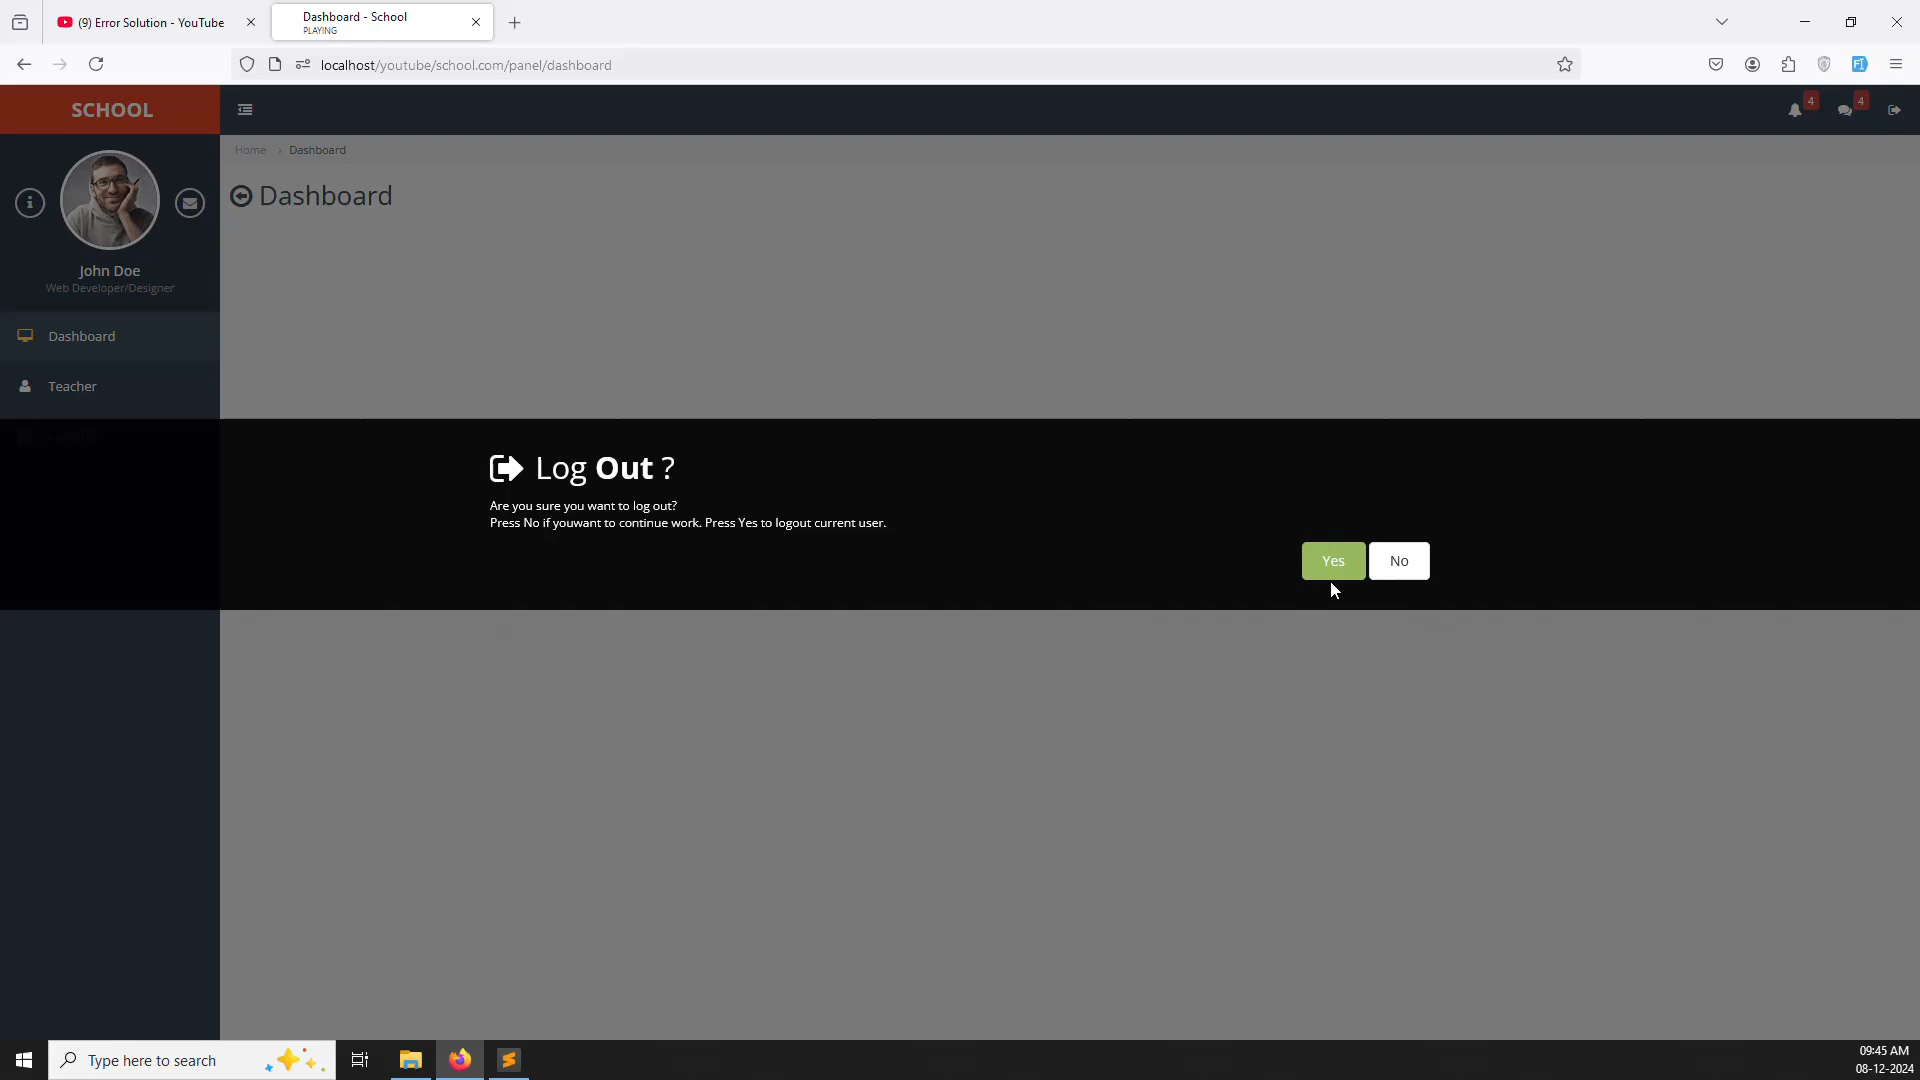 (9) Error Solution - YouTube
Dashboard - School
PLAYING
localhost/youtube/school.com/panel/dashboard
SCHOOL
4
4
Home
Dashboard
Dashboard
John Doe
Web Developer/Designer
Dashboard
Teacher
Log Out ?
Are you sure you want to log out?
Press No if youwant to continue work. Press Yes to logout current user.
Yes
No
Type here to search
09:45 AM
08-12-2024